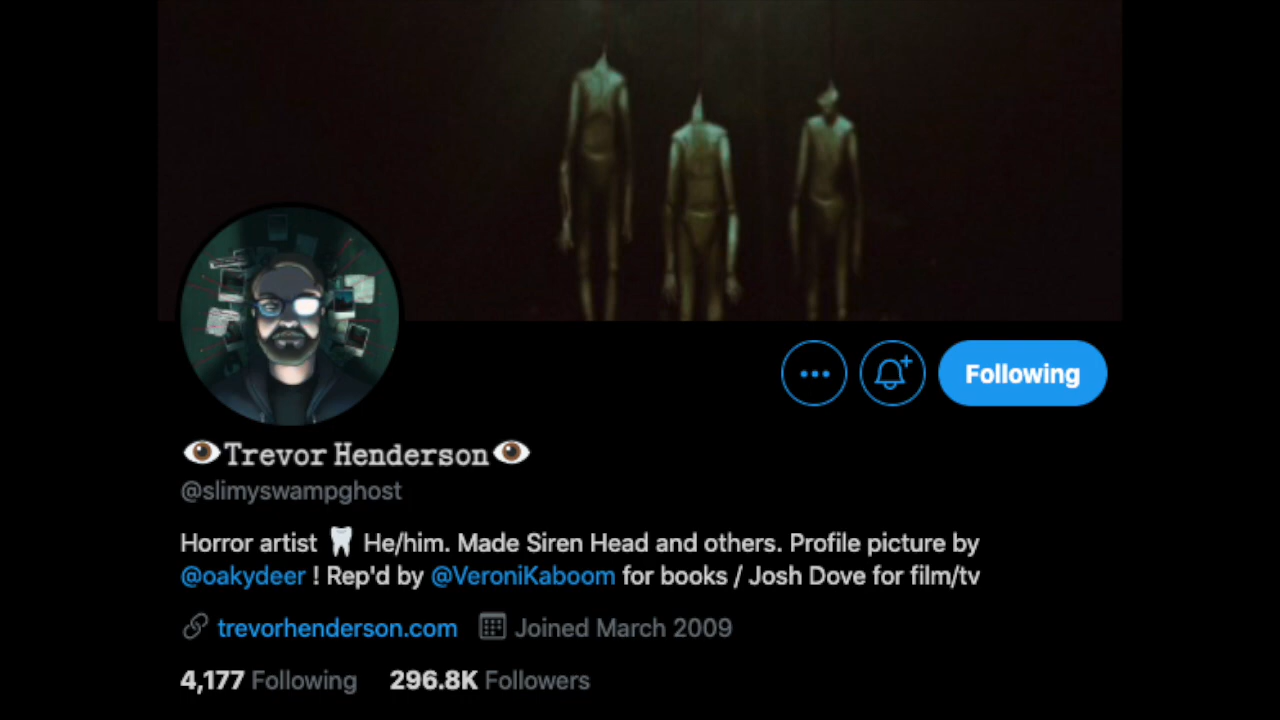 Following
👁️Trevor Henderson👁️
@slimyswampghost
Horror artist 🦷 He/him. Made Siren Head and others. Profile picture by
@oakydeer ! Rep'd by @VeroniKaboom for books / Josh Dove for film/tv
trevorhenderson.com Joined March 2009
4,177 Following 296.8K Followers